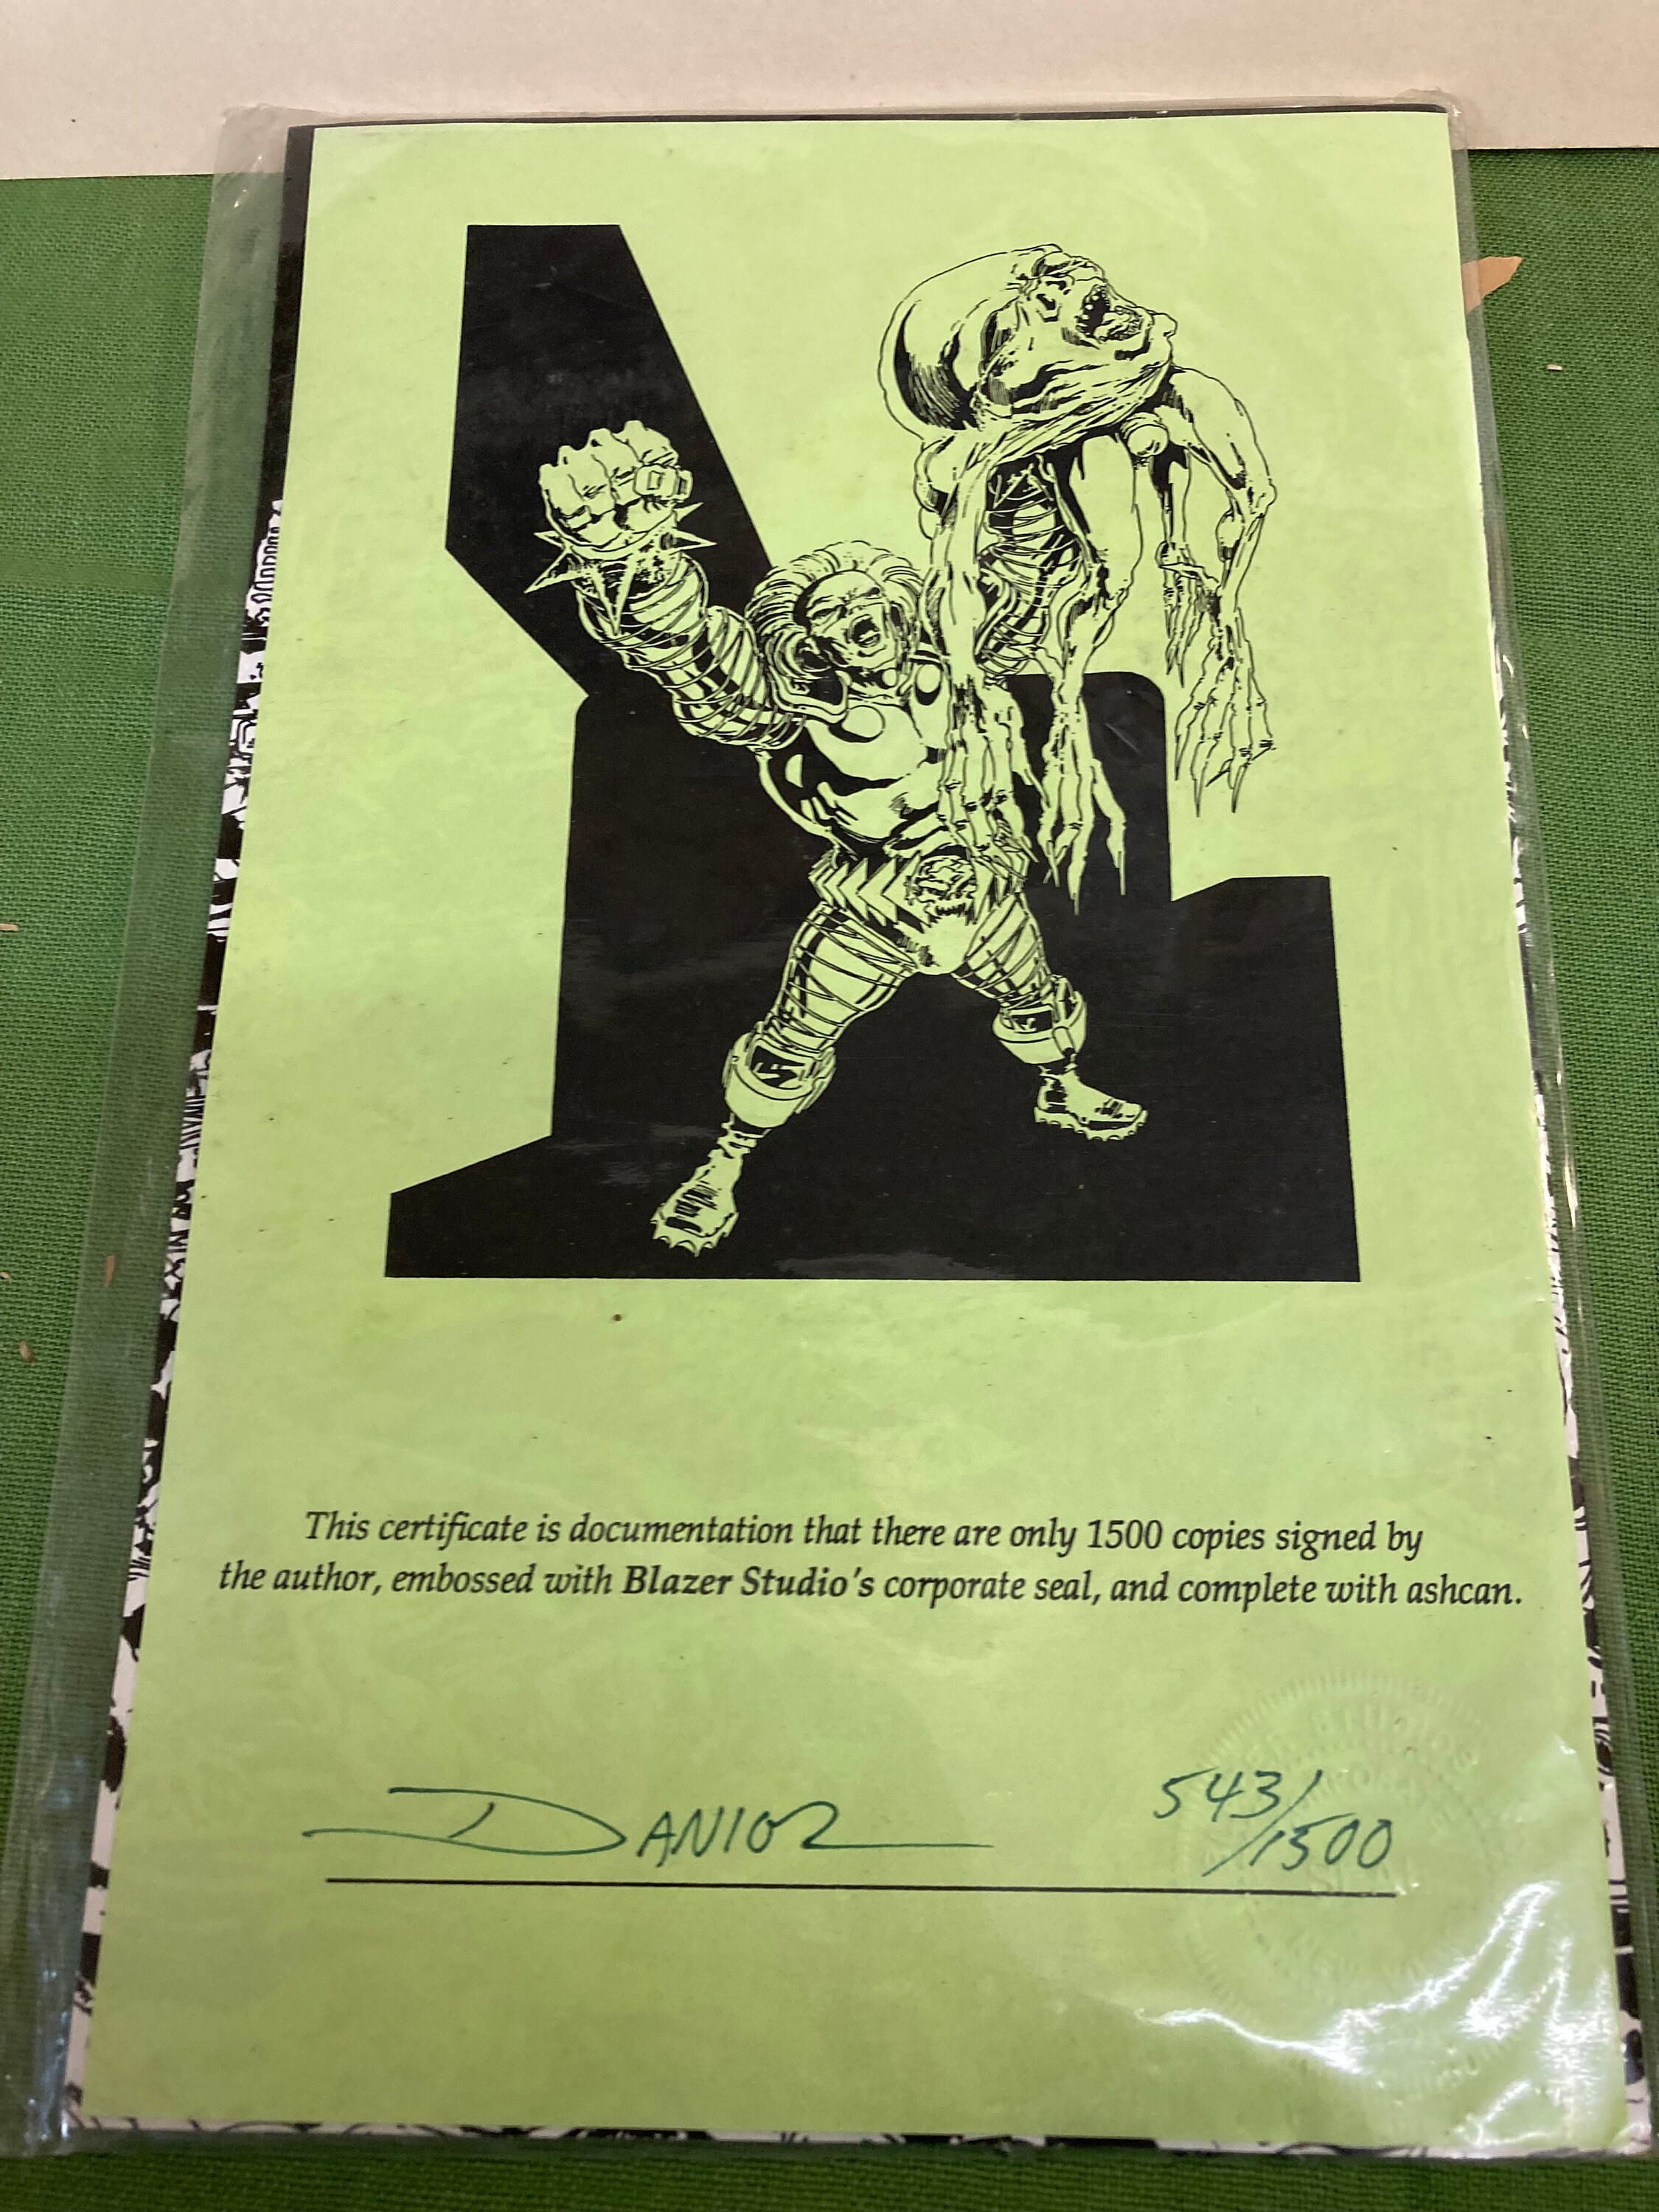 This certificate is documentation that there are only 1500 copies signed by
the author, embossed with Blazer Studio's corporate seal, and complete with ashcan.
DANIOR
543/1500